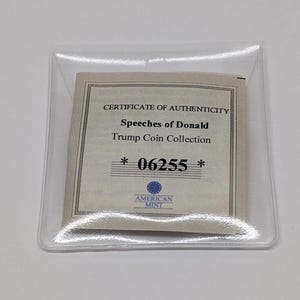 CERTIFICATE OF AUTHENTICITY
Speeches of Donald
Trump Coin Collection
* 06255 *
AMERICAN
MINT